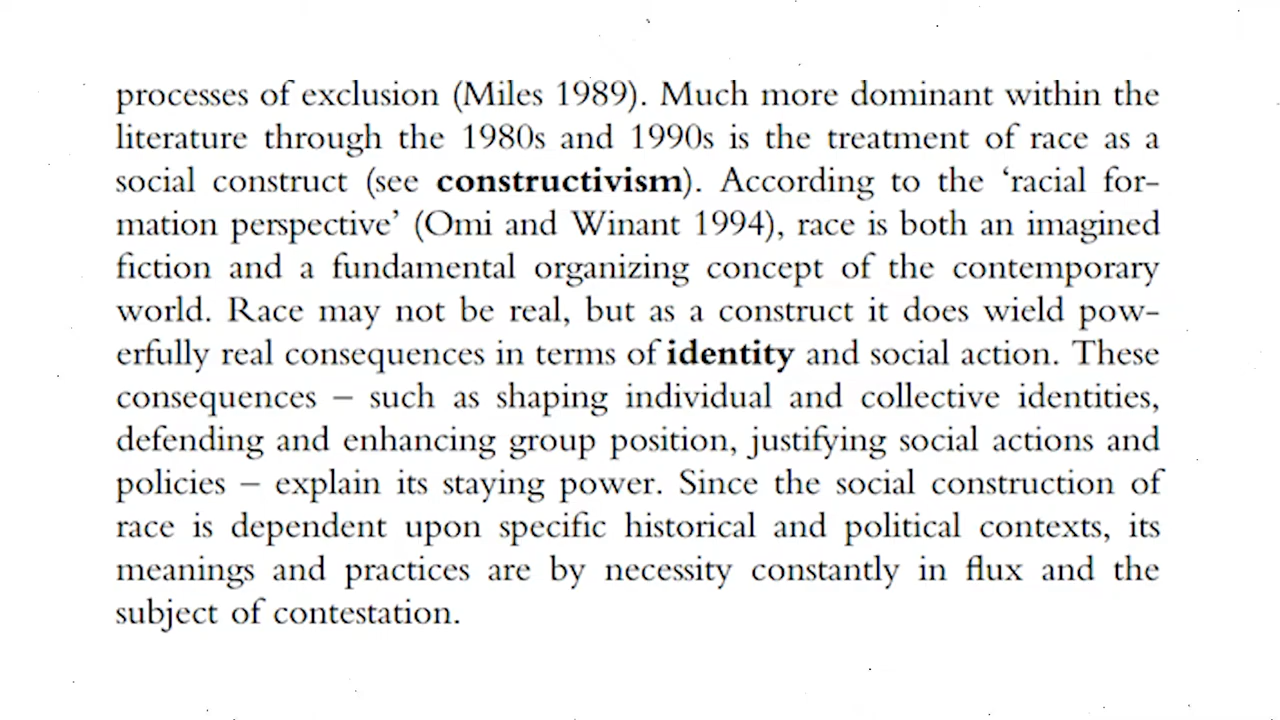 processes of exclusion (Miles 1989). Much more dominant within the
literature through the 1980s and 1990s is the treatment of race as a
social construct (see constructivism). According to the ‘racial for-
mation perspective’ (Omi and Winant 1994), race is both an imagined
fiction and a fundamental organizing concept of the contemporary
world. Race may not be real, but as a construct it does wield pow-
erfully real consequences in terms of identity and social action. These
consequences – such as shaping individual and collective identities,
defending and enhancing group position, justifying social actions and
policies – explain its staying power. Since the social construction of
race is dependent upon specific historical and political contexts, its
meanings and practices are by necessity constantly in flux and the
subject of contestation.